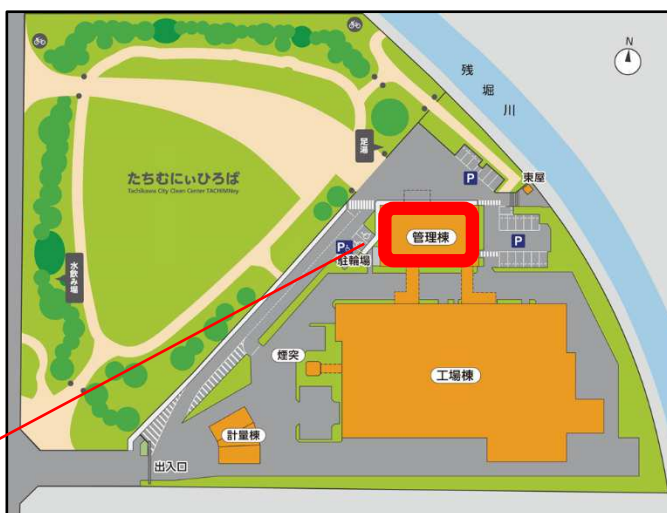 N
残堀川
足湯
たちむにぃひろば
Tachikawa City Clean Center TACHIMUney
P
東屋
管理棟
P
P
駐輪場
水飲み場
煙突
工場棟
計量棟
出入口